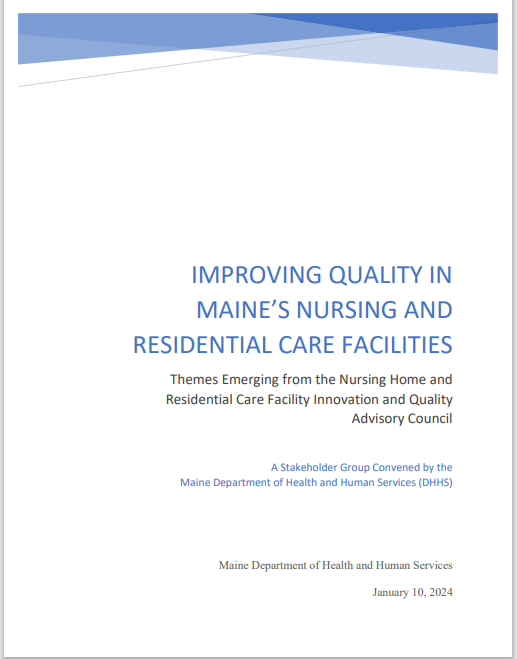 IMPROVING QUALITY IN
MAINE’S NURSING AND
RESIDENTIAL CARE FACILITIES
Themes Emerging from the Nursing Home and
Residential Care Facility Innovation and Quality
Advisory Council
A Stakeholder Group Convened by the
Maine Department of Health and Human Services (DHHS)
Maine Department of Health and Human Services
January 10, 2024